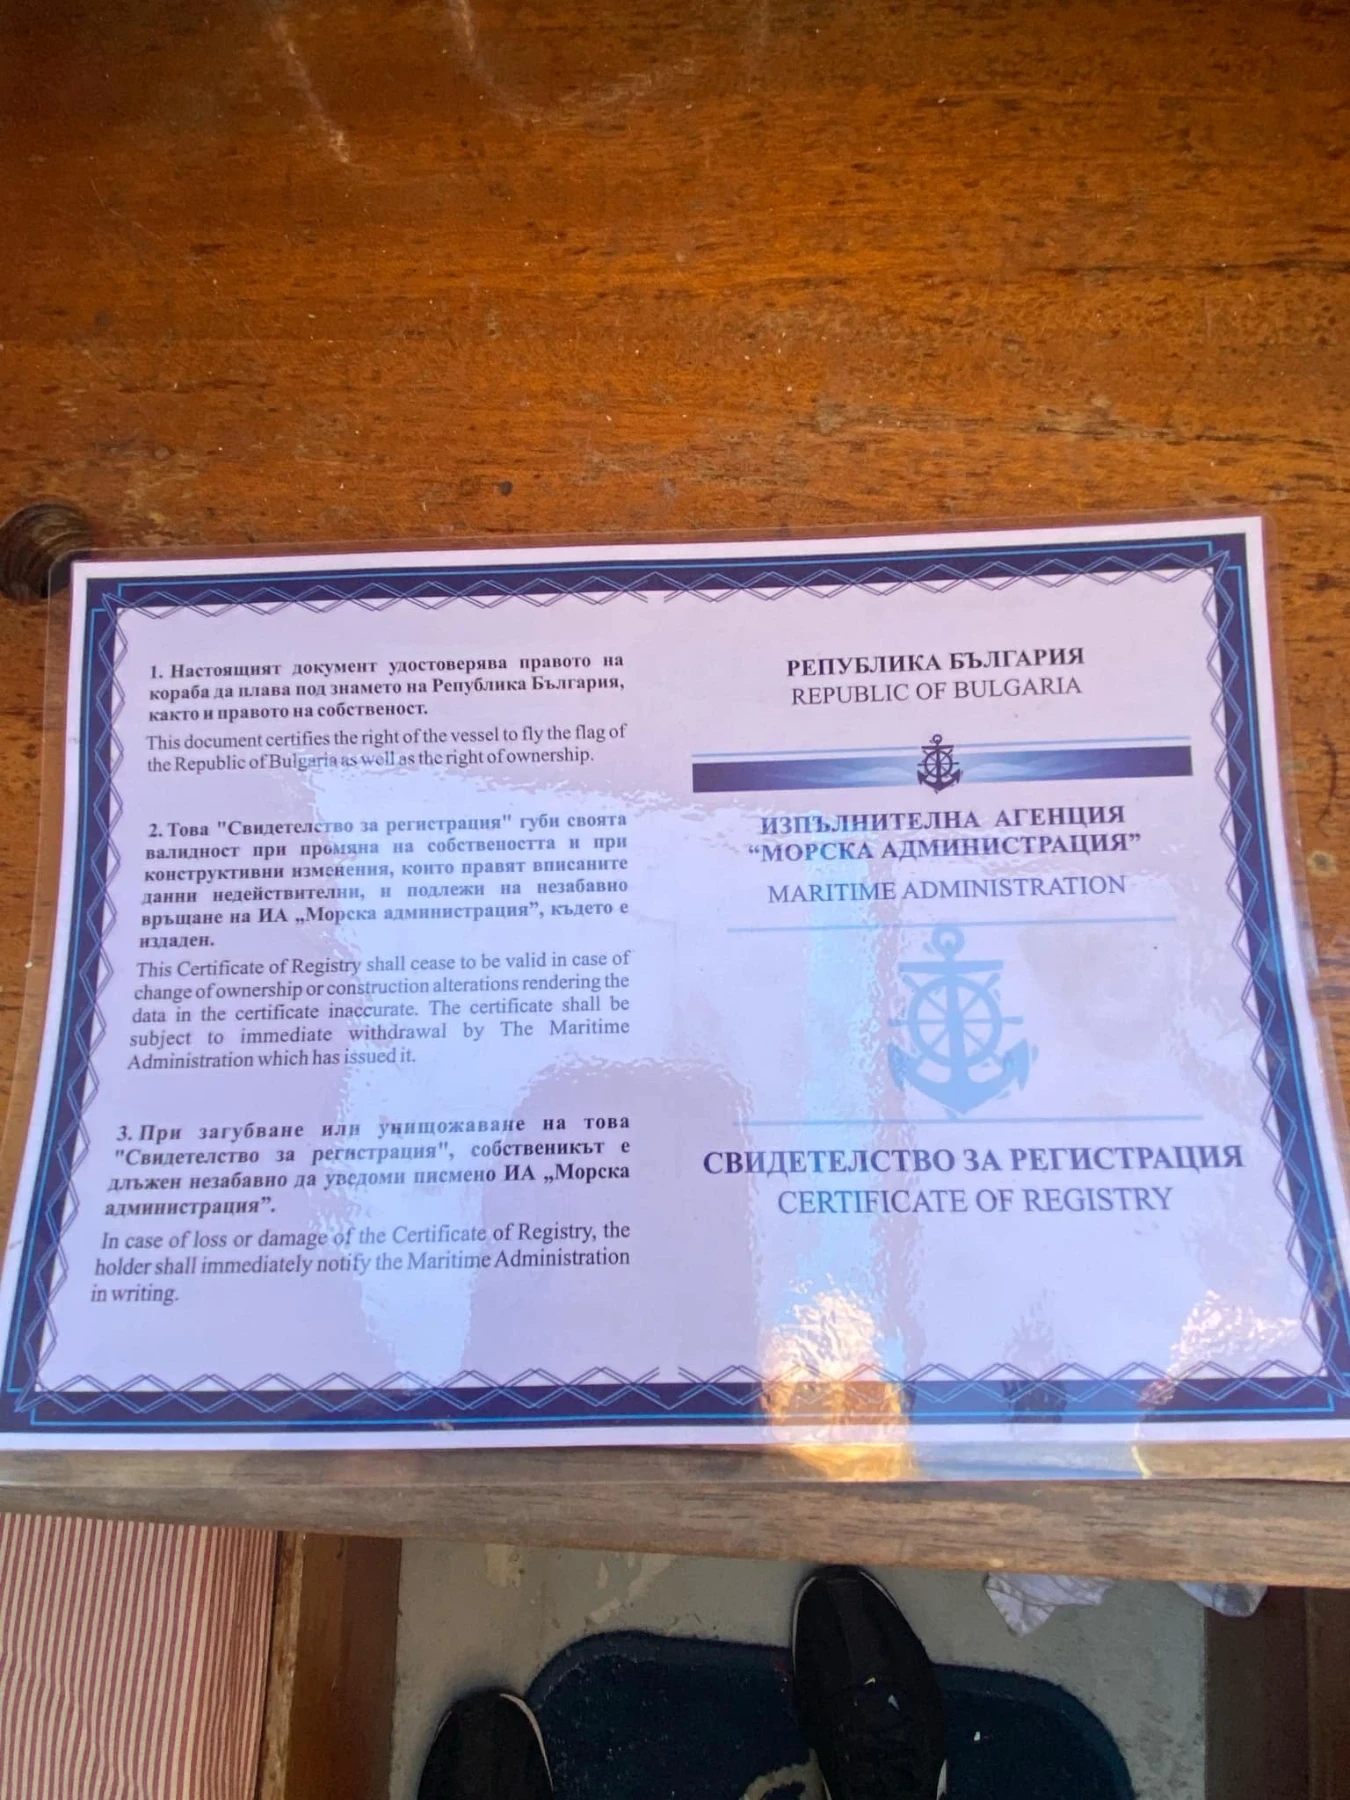 1. Настоящият документ удостоверява правото на
кораба да плава под знамето на Република България,
както и правото на собственост.
This document certifies the right of the vessel to fly the flag of
the Republic of Bulgaria as well as the right of ownership.
2. Това "Свидетелство за регистрация" губи своята
валидност при промяна на собствеността и при
конструктивни изменения, които правят вписаните
данни недействителни, и подлежи на незабавно
връщане на ИА „Морска администрация”, където е
издаден.
This Certificate of Registry shall cease to be valid in case of
change of ownership or construction alterations rendering the
data in the certificate inaccurate. The certificate shall be
subject to immediate withdrawal by The Maritime
Administration which has issued it.
3. При загубване или унищожаване на това
"Свидетелство за регистрация", собственикът е
длъжен незабавно да уведоми писмено ИА „Морска
администрация”.
In case of loss or damage of the Certificate of Registry, the
holder shall immediately notify the Maritime Administration
in writing.
РЕПУБЛИКА БЪЛГАРИЯ
REPUBLIC OF BULGARIA
ИЗПЪЛНИТЕЛНА АГЕНЦИЯ
“МОРСКА АДМИНИСТРАЦИЯ”
MARITIME ADMINISTRATION
СВИДЕТЕЛСТВО ЗА РЕГИСТРАЦИЯ
CERTIFICATE OF REGISTRY